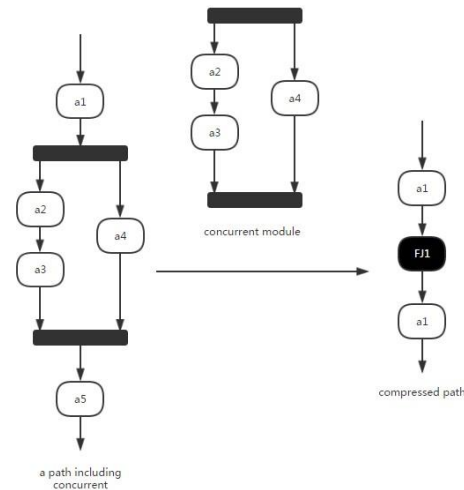 a1
a2
a3
a4
a5
a path including
concurrent
a2
a3
a4
concurrent module
a1
FJ1
a1
compressed path